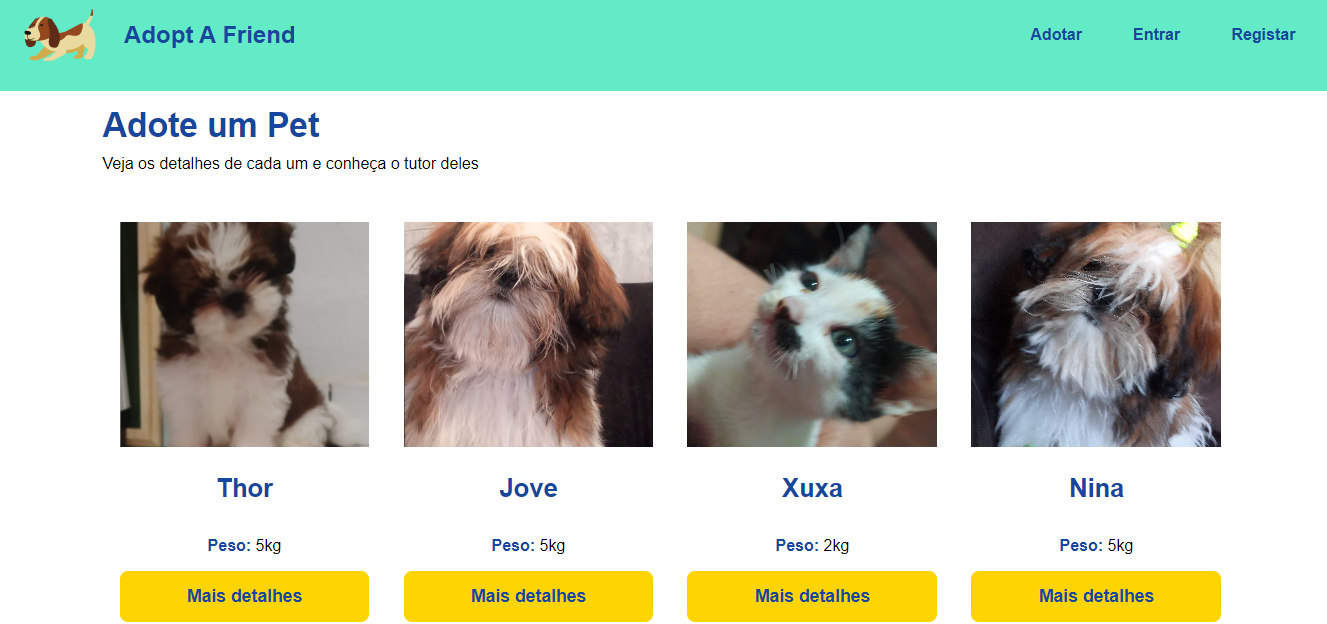 Adopt A Friend
Adotar Entrar Registar
Adote um Pet
Veja os detalhes de cada um e conheça o tutor deles
Thor
Peso: 5kg
Mais detalhes
Jove
Peso: 5kg
Mais detalhes
Xuxa
Peso: 2kg
Mais detalhes
Nina
Peso: 5kg
Mais detalhes